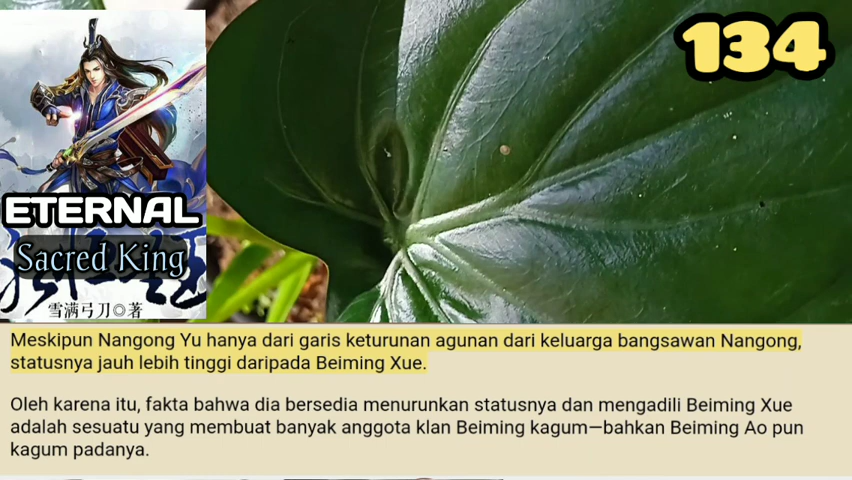 134
ETERNAL
Sacred King
雪满弓刀◎著
Meskipun Nangong Yu hanya dari garis keturunan agunan dari keluarga bangsawan Nangong,
statusnya jauh lebih tinggi daripada Beiming Xue.
Oleh karena itu, fakta bahwa dia bersedia menurunkan statusnya dan mengadili Beiming Xue
adalah sesuatu yang membuat banyak anggota klan Beiming kagum—bahkan Beiming Ao pun
kagum padanya.